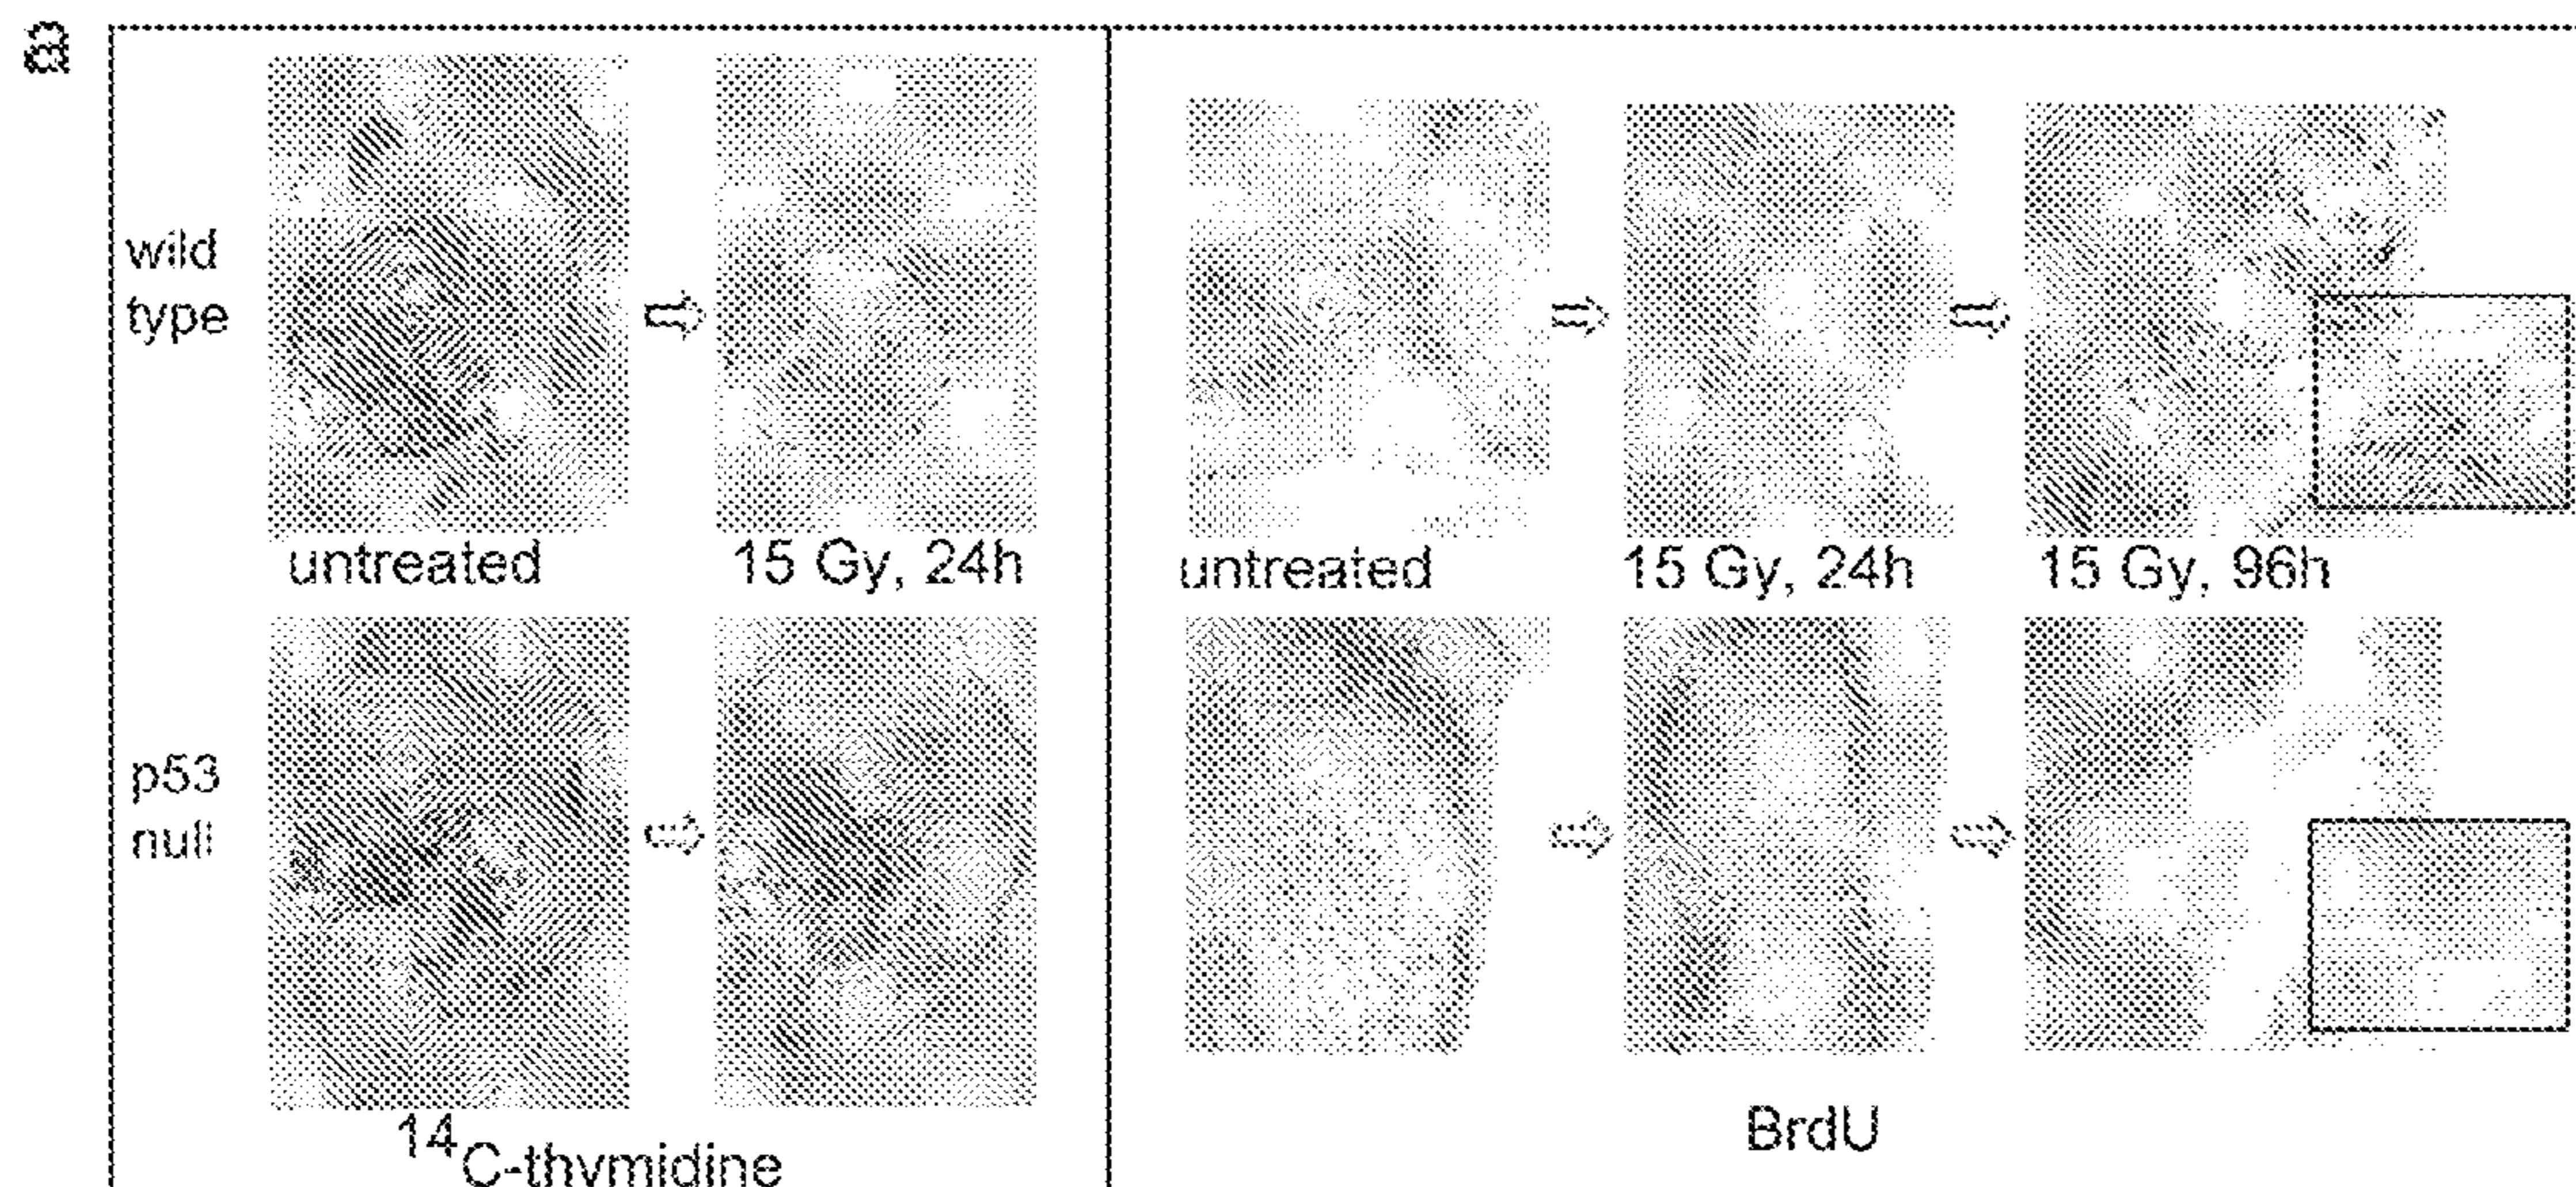 a
wild
type
untreated
15 Gy, 24h
untreated
15 Gy, 24h
15 Gy, 96h
p53
null
14C-thymidine
BrdU